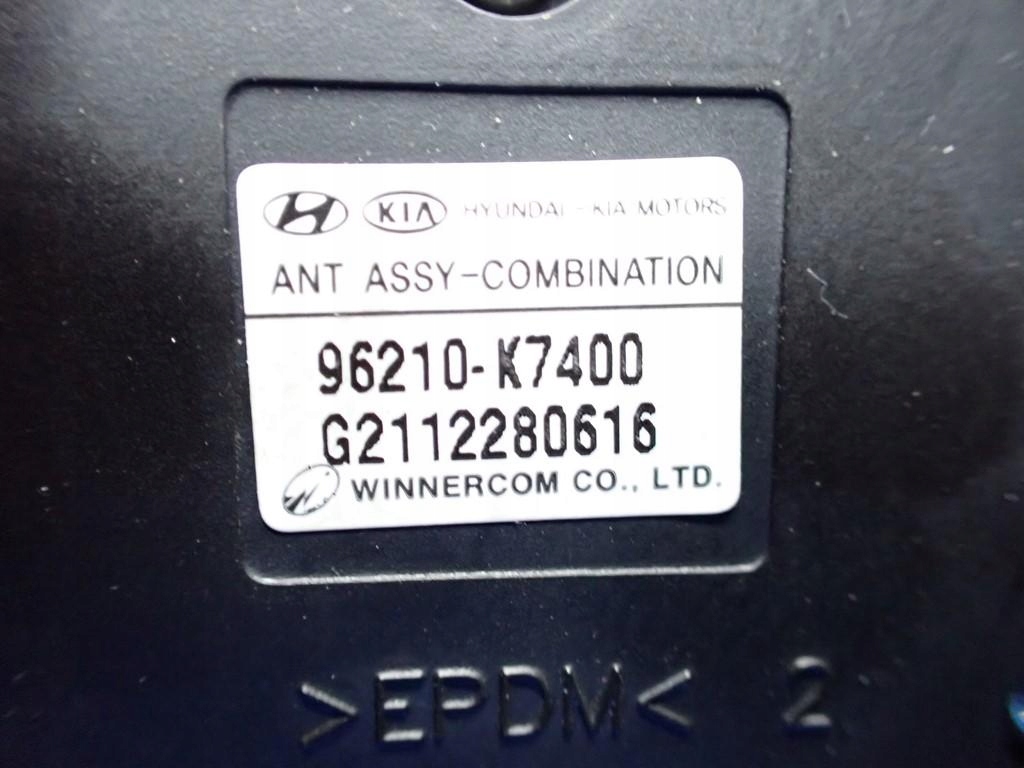 KIA HYUNDAI - KIA MOTORS
ANT ASSY-COMBINATION
96210-K7400
G2112280616
WINNERCOM CO., LTD.
>EPDM< 2